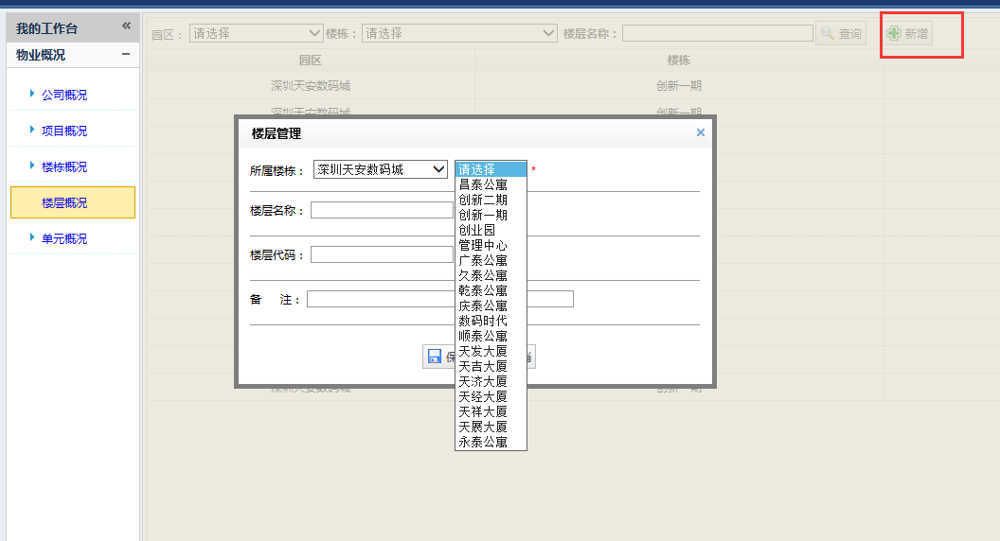 我的工作台 «
物业概况
公司概况
项目概况
楼栋概况
楼层概况
单元概况
园区： 请选择 楼栋： 请选择 楼层名称： 查询 新增
园区 楼栋
深圳天安数码城 创新一期
深圳天安数码城 创新一期
楼层管理 ×
所属楼栋： 深圳天安数码城 请选择 *
昌泰公寓
创新二期
创新一期
创业园
管理中心
广泰公寓
久泰公寓
乾泰公寓
庆泰公寓
数码时代
顺泰公寓
天发大厦
天吉大厦
天济大厦
天经大厦
天祥大厦
天展大厦
永泰公寓
楼层名称：
楼层代码：
备 注：
深圳天安数码城 创新一期